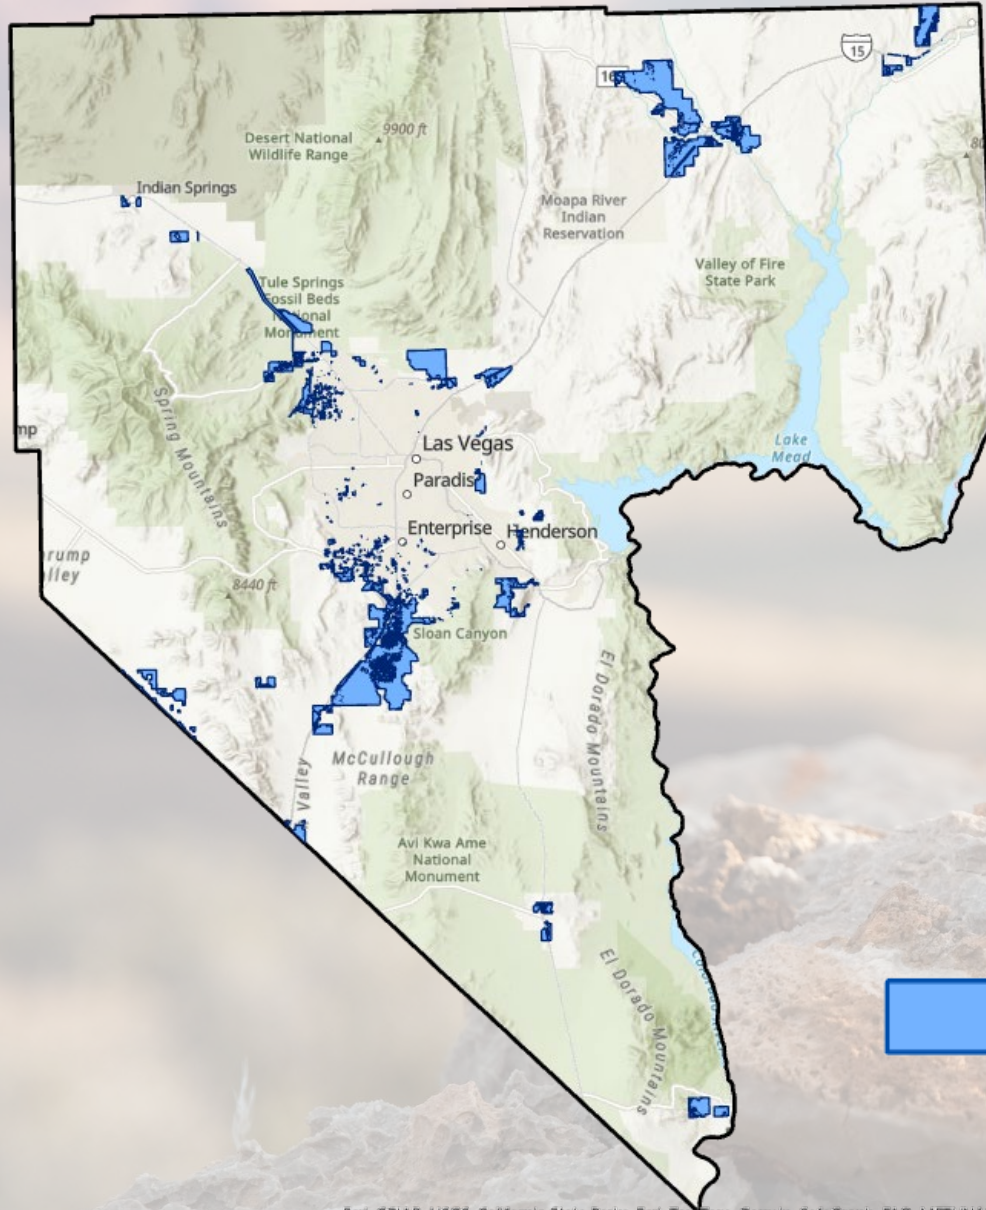 15
9900 ft
Desert National
Wildlife Range
Indian Springs
Moapa River
Indian
Reservation
Valley of Fire
State Park
Tule Springs
Fossil Beds
National
Monument
Spring Mountains
Las Vegas
Lake
Mead
Paradis
Enterprise
Henderson
8440 ft
Sloan Canyon
El Dorado Mountains
McCullough
Range
Valley
Avi Kwa Ame
National
Monument
El Dorado Mountains